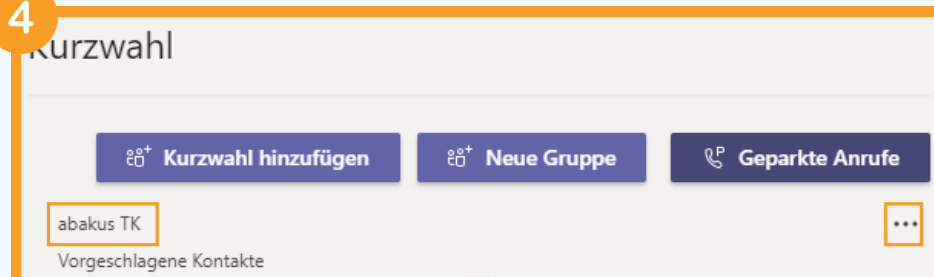 4
Kurzwahl
Kurzwahl hinzufügen Neue Gruppe Geparkte Anrufe
abakus TK
Vorgeschlagene Kontakte